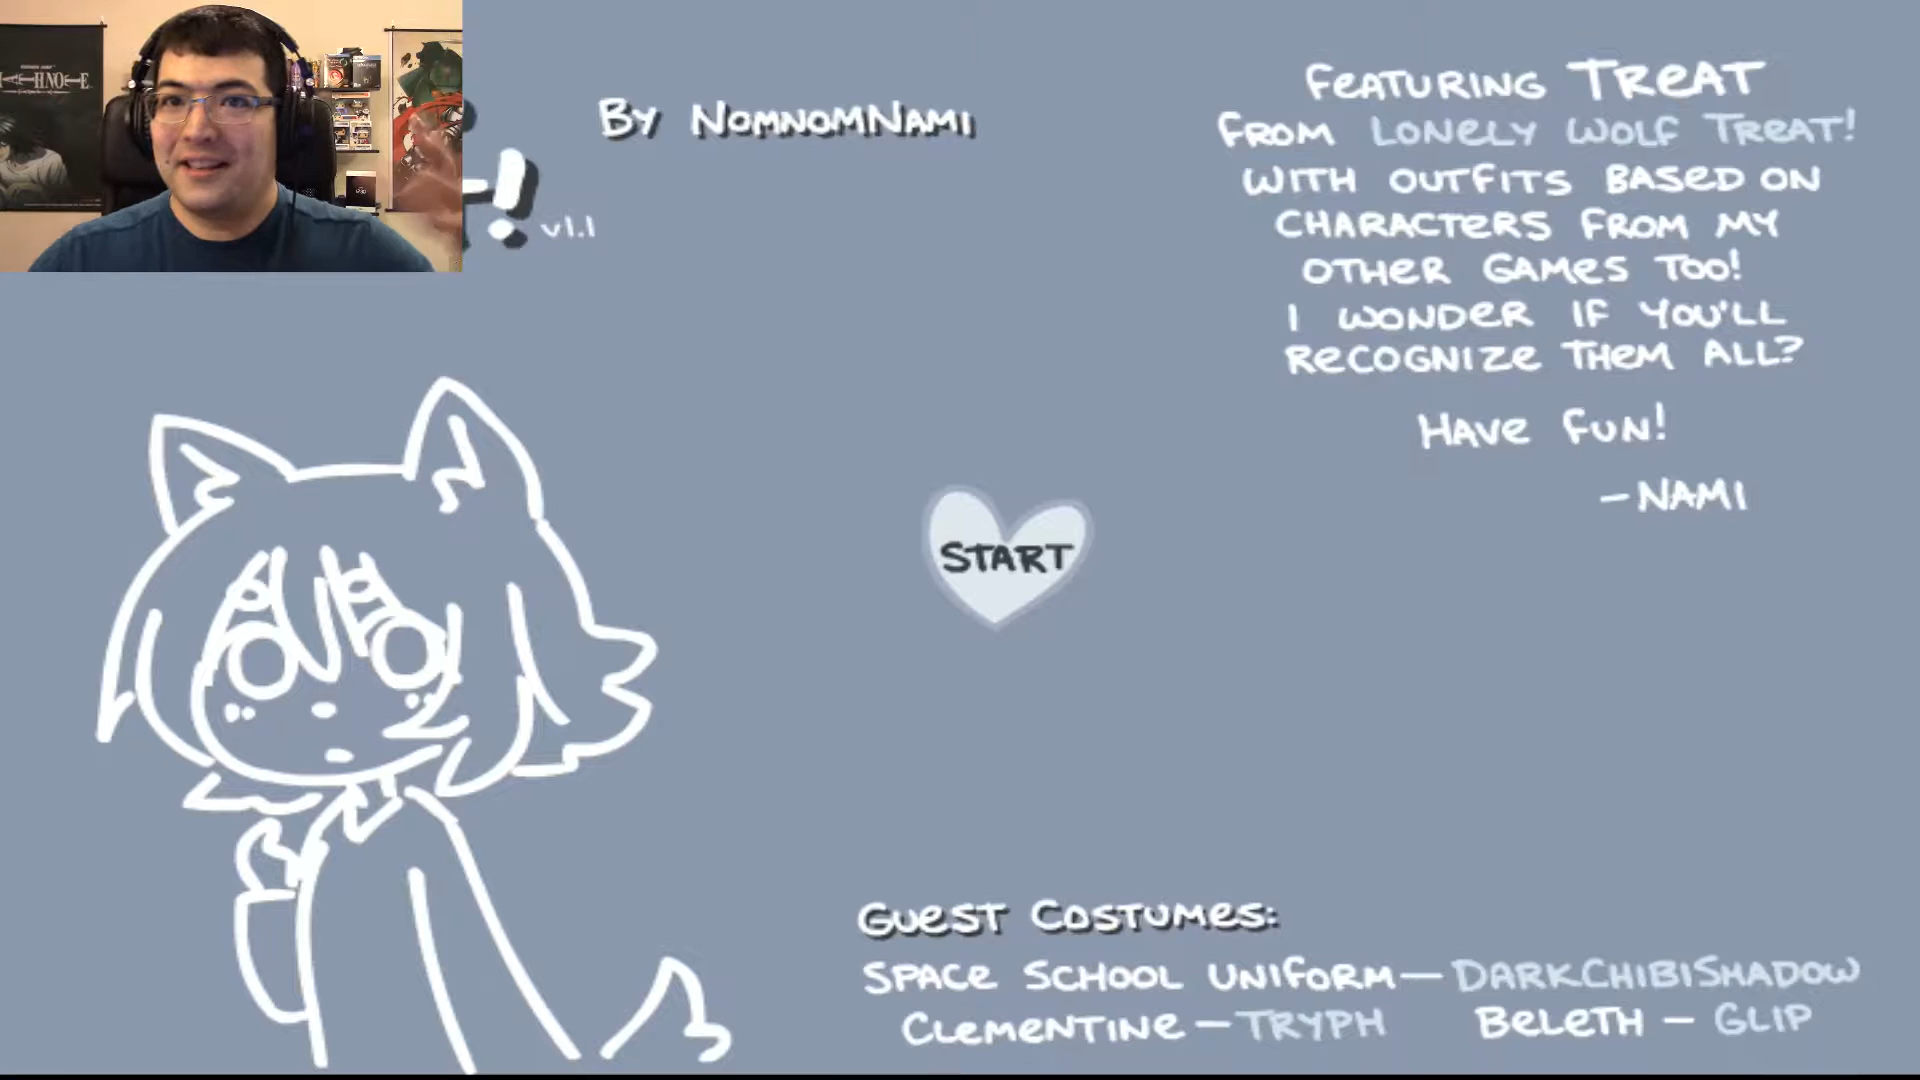 By NomnomNami
!
v1.1
Featuring Treat
from Lonely Wolf Treat!
with outfits based on
characters from my
other games too!
I wonder if you'll
recognize them all?
Have fun!
–Nami
START
Guest Costumes:
Space School Uniform — DarkChibiShadow
Clementine — Tryph Beleth — Glip